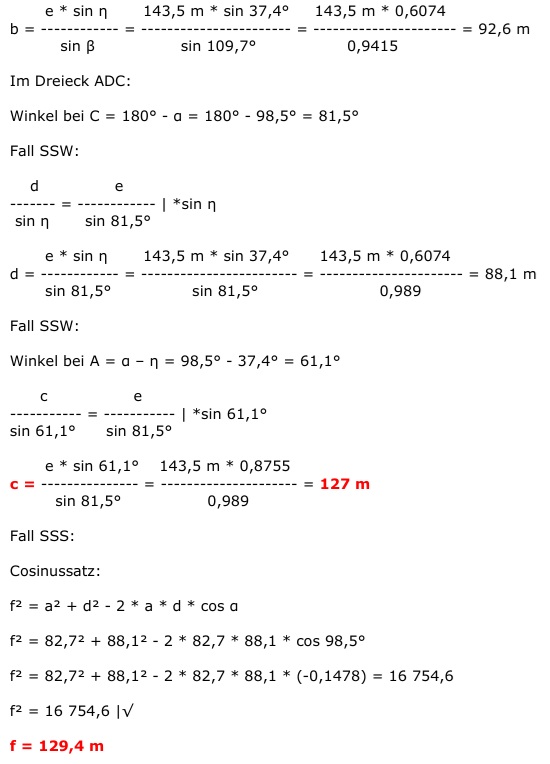 e * sin η 143,5 m * sin 37,4° 143,5 m * 0,6074
b = ------------ = ----------------------- = ---------------------- = 92,6 m
sin β sin 109,7° 0,9415
Im Dreieck ADC:
Winkel bei C = 180° - α = 180° - 98,5° = 81,5°
Fall SSW:
d e
------- = ------------ | *sin η
sin η sin 81,5°
e * sin η 143,5 m * sin 37,4° 143,5 m * 0,6074
d = ------------ = ------------------------ = ---------------------- = 88,1 m
sin 81,5° sin 81,5° 0,989
Fall SSW:
Winkel bei A = α – η = 98,5° - 37,4° = 61,1°
c e
----------- = ----------- | *sin 61,1°
sin 61,1° sin 81,5°
e * sin 61,1° 143,5 m * 0,8755
c = --------------- = --------------------- = 127 m
sin 81,5° 0,989
Fall SSS:
Cosinussatz:
f² = a² + d² - 2 * a * d * cos α
f² = 82,7² + 88,1² - 2 * 82,7 * 88,1 * cos 98,5°
f² = 82,7² + 88,1² - 2 * 82,7 * 88,1 * (-0,1478) = 16 754,6
f² = 16 754,6 |√
f = 129,4 m